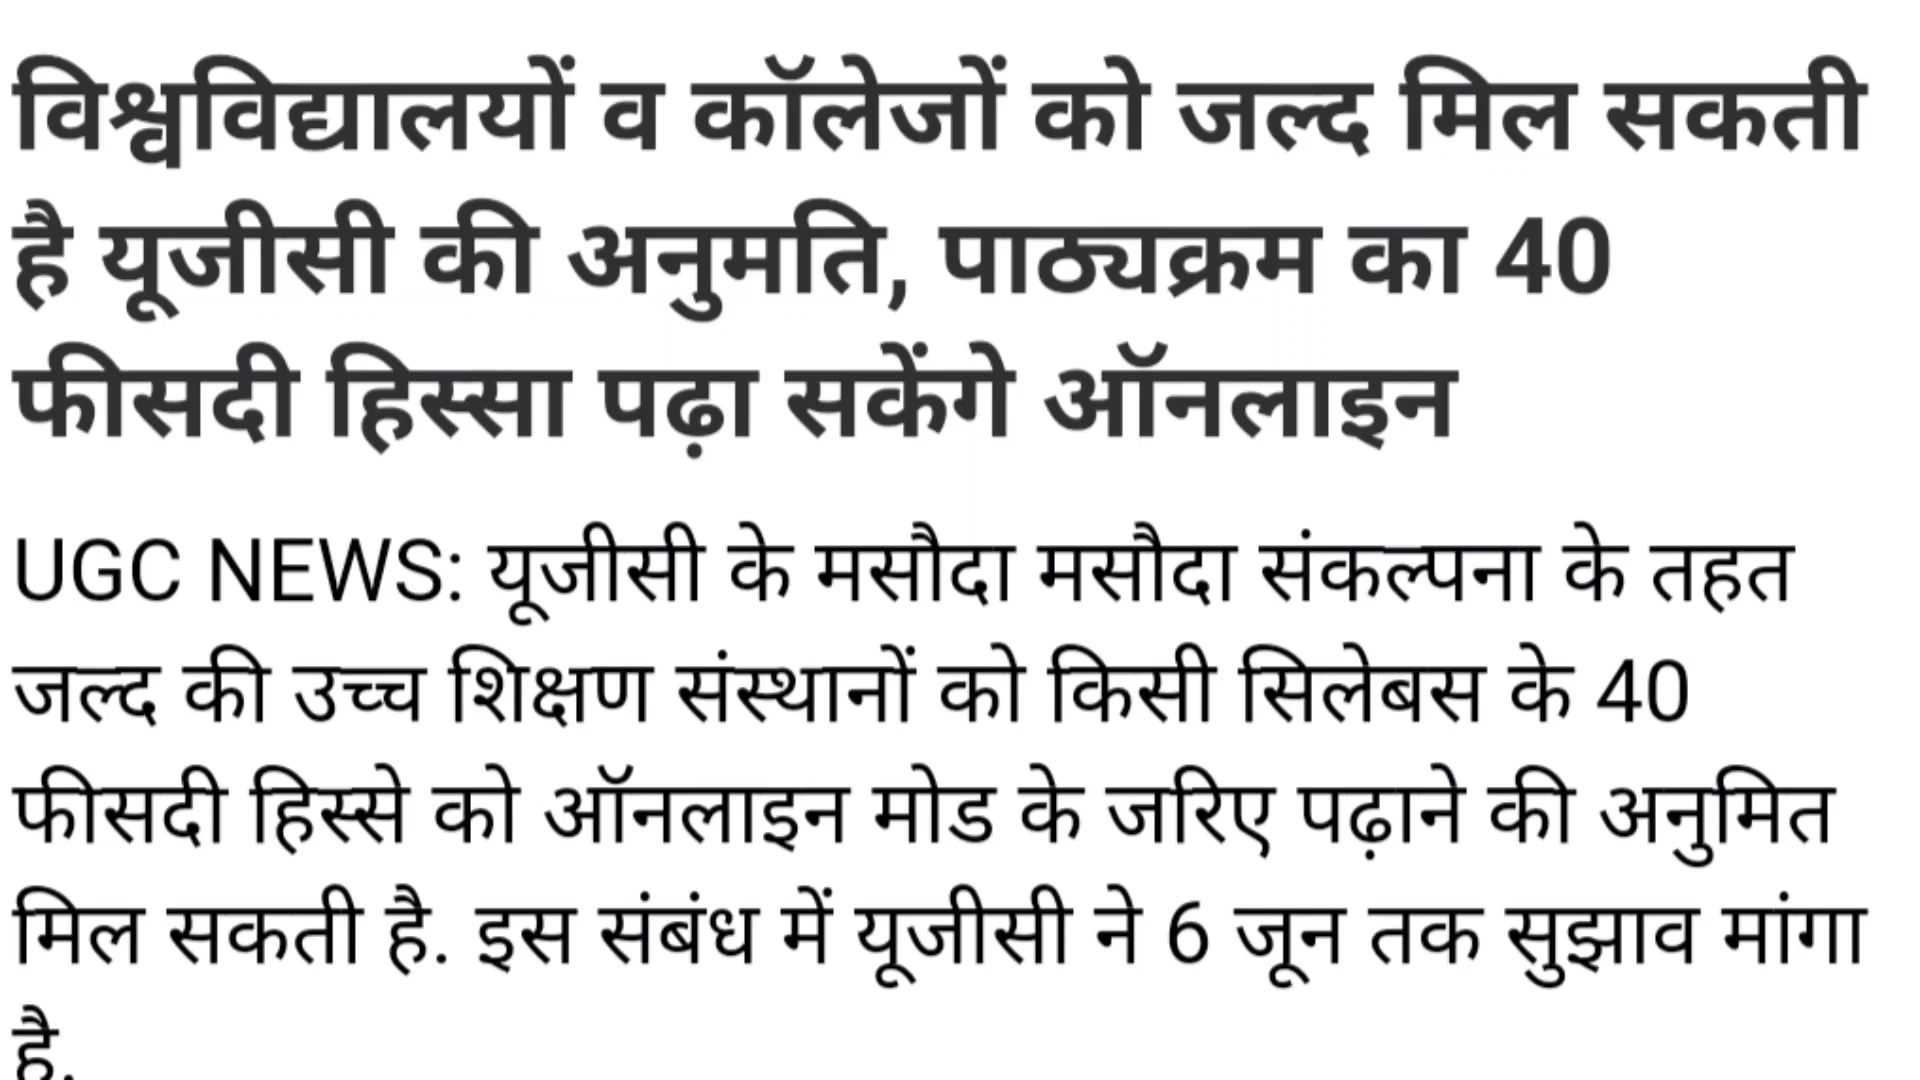 विश्वविद्यालयों व कॉलेजों को जल्द मिल सकती
है यूजीसी की अनुमति, पाठ्यक्रम का 40
फीसदी हिस्सा पढ़ा सकेंगे ऑनलाइन
UGC NEWS: यूजीसी के मसौदा मसौदा संकल्पना के तहत
जल्द की उच्च शिक्षण संस्थानों को किसी सिलेबस के 40
फीसदी हिस्से को ऑनलाइन मोड के जरिए पढ़ाने की अनुमित
मिल सकती है. इस संबंध में यूजीसी ने 6 जून तक सुझाव मांगा
है.